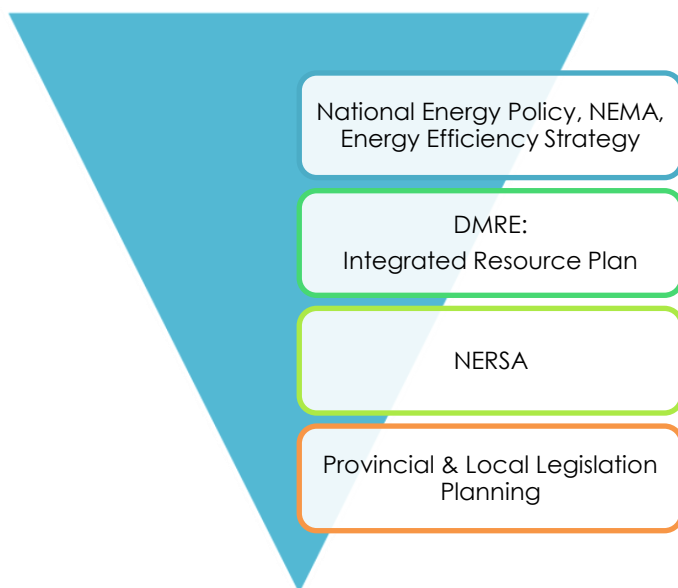 National Energy Policy, NEMA,
Energy Efficiency Strategy
DMRE:
Integrated Resource Plan
NERSA
Provincial & Local Legislation
Planning